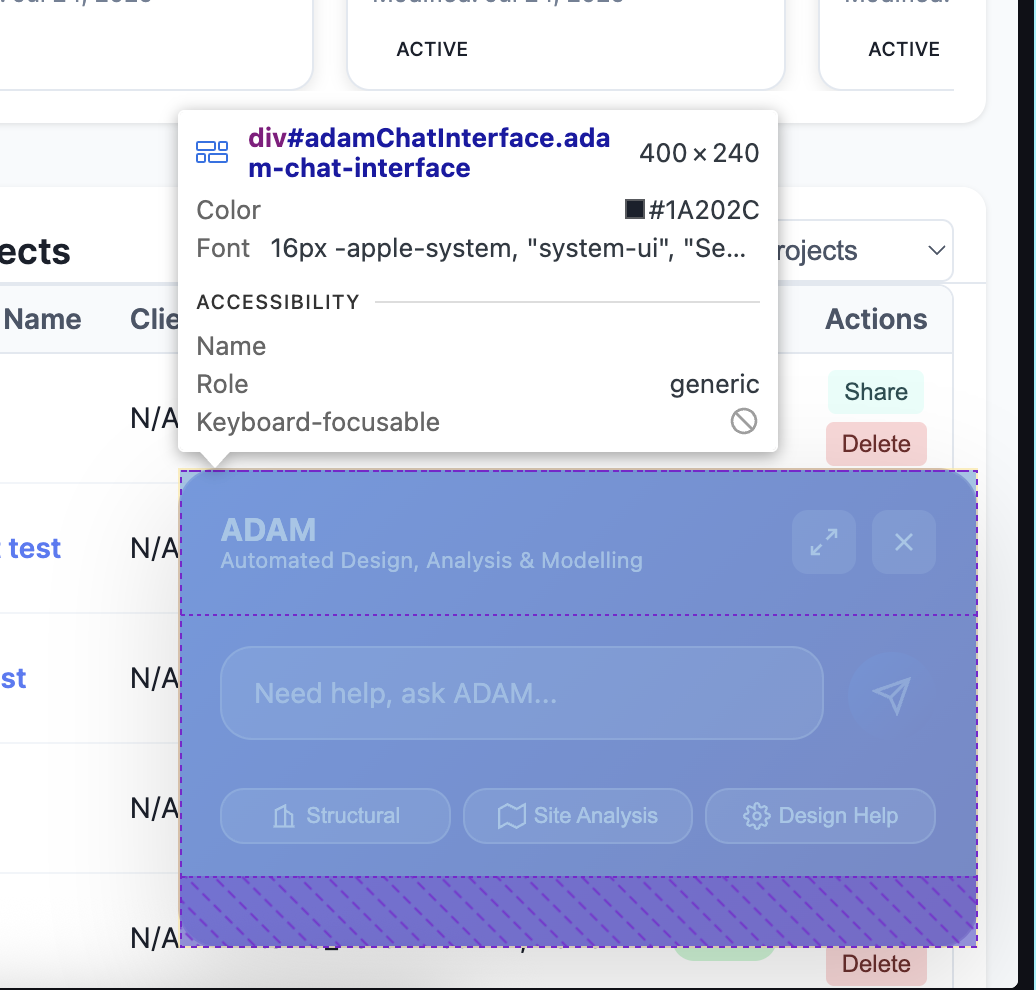 ACTIVE
ACTIVE
div#adamChatInterface.ada
m-chat-interface
400 × 240
Color
#1A202C
Font 16px -apple-system, "system-ui", "Se...
ACCESSIBILITY
Name
Role
generic
Keyboard-focusable
ects
rojects
Name
Clie
Actions
N/A
Share
Delete
test
N/A
st
N/A
N/A
N/A
Delete
ADAM
Automated Design, Analysis & Modelling
Need help, ask ADAM...
Structural
Site Analysis
Design Help